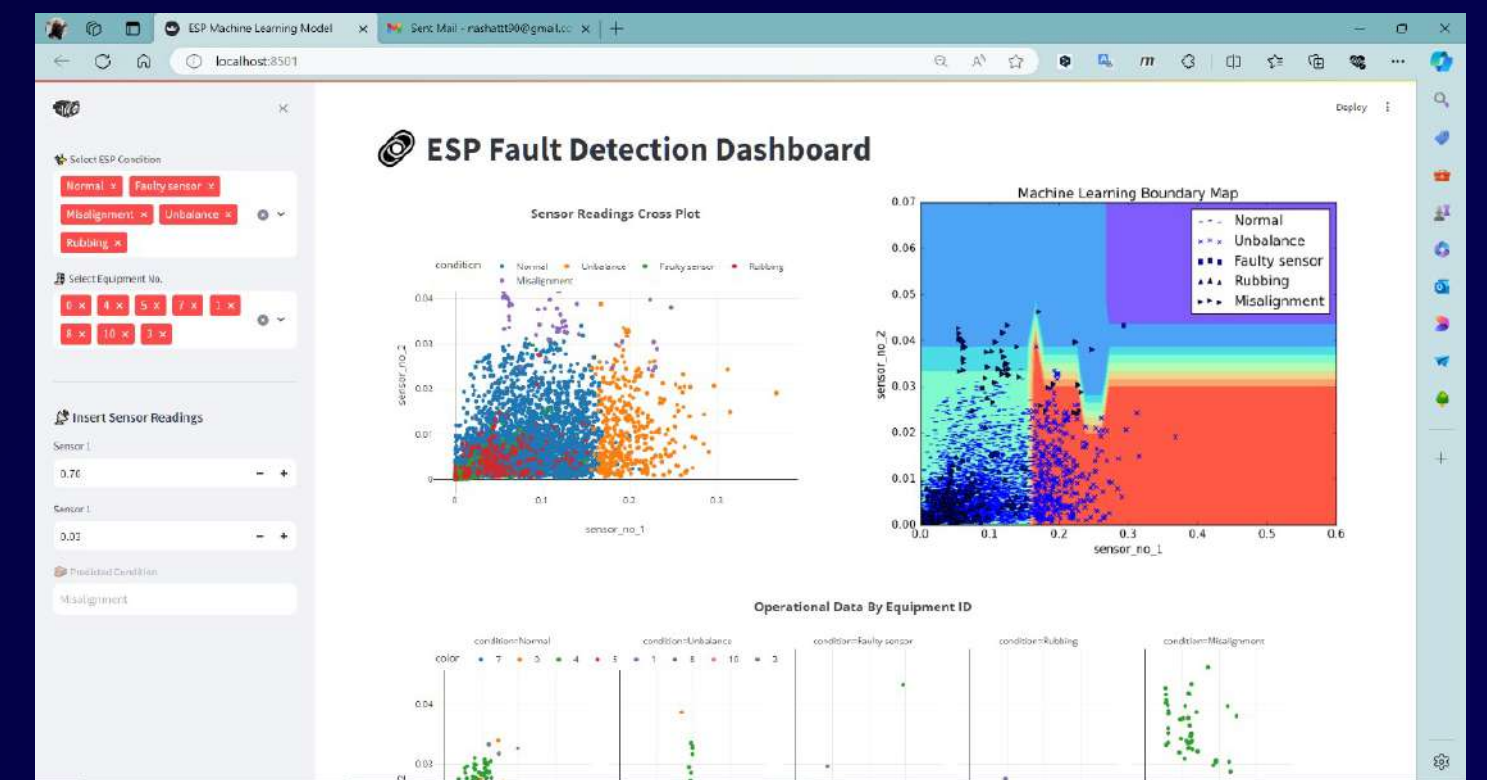 ESP Machine Learning Model
Sent Mail - nashattt90@gmail.cc
localhost:8501
Deploy
Select ESP Condition
Normal ×
Faulty sensor ×
Misalignment ×
Unbalance ×
Rubbing ×
Select Equipment No.
4 ×
5 ×
7 ×
1 ×
8 ×
10 ×
3 ×
Insert Sensor Readings
Sensor 1
0.70
- +
Sensor 1
0.03
- +
Predicted Condition
Misalignment
ESP Fault Detection Dashboard
Sensor Readings Cross Plot
condition
Normal
Unbalance
Faulty sensor
Rubbing
Misalignment
0.04
0.03
0.02
0.01
0
sensor_no_2
0
0.1
0.2
0.3
sensor_no_1
Machine Learning Boundary Map
Normal
Unbalance
Faulty sensor
Rubbing
Misalignment
0.07
0.06
0.05
0.04
0.03
0.02
0.01
0.00
sensor_no_2
0.0
0.1
0.2
0.3
0.4
0.5
0.6
sensor_no_1
Operational Data By Equipment ID
condition=Normal
condition=Unbalance
condition=Faulty sensor
condition=Rubbing
condition=Misalignment
color
7
4
1
10
0.04
0.03